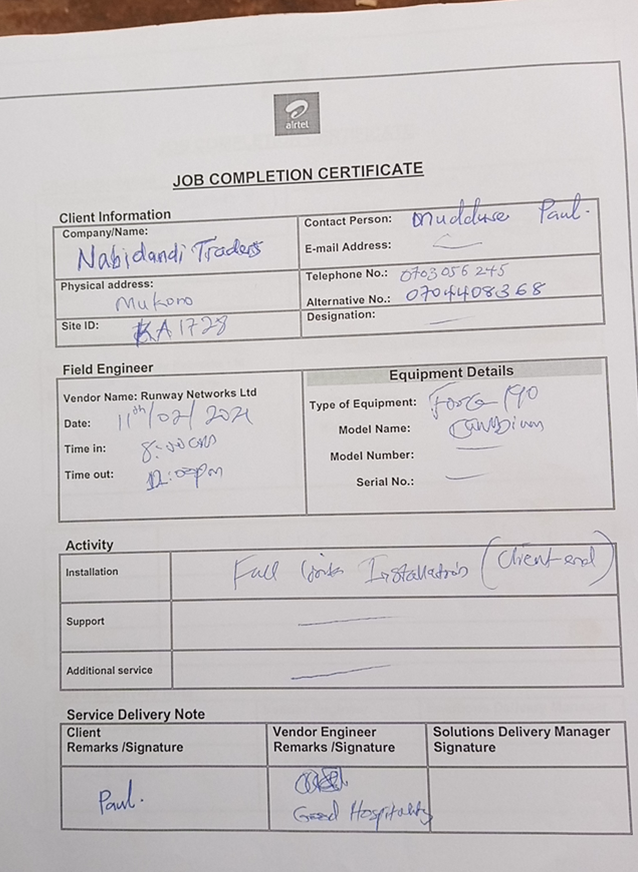 airtel
JOB COMPLETION CERTIFICATE
Client Information
Company/Name:
Nabidandi Traders
Contact Person: Mudduse Paul.
E-mail Address:
Physical address:
Mukono
Telephone No.: 0703056245
Alternative No.: 0704408368
Site ID: KA1728
Designation:
Field Engineer
Vendor Name: Runway Networks Ltd
Date: 11th/02/2021
Time in: 8:00am
Time out: 12:00pm
Equipment Details
Type of Equipment: Force 190
Model Name: Cambium
Model Number:
Serial No.:
Activity
Installation Full Link Installation (Client end)
Support
Additional service
Service Delivery Note
Client
Remarks /Signature
Vendor Engineer
Remarks /Signature
Solutions Delivery Manager
Signature
Paul.
Good Hospitality